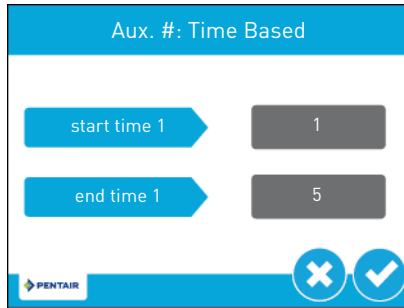 Aux. #: Time Based
start time 1
1
end time 1
5
PENTAIR